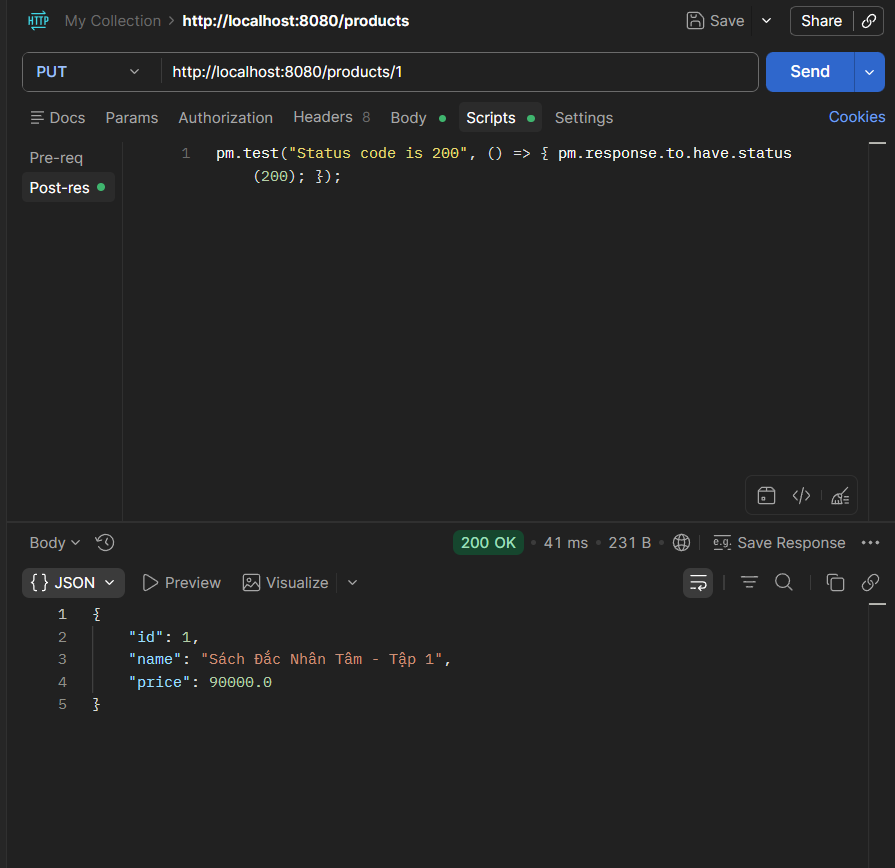 HTTP My Collection > http://localhost:8080/products Save Share
PUT http://localhost:8080/products/1 Send
Docs Params Authorization Headers 8 Body Scripts Settings Cookies
Pre-req
Post-res
1 pm.test("Status code is 200", () => { pm.response.to.have.status
(200); });
Body 200 OK • 41 ms • 231 B • e.g. Save Response
{} JSON Preview Visualize
1 {
2 "id": 1,
3 "name": "Sách Đắc Nhân Tâm - Tập 1",
4 "price": 90000.0
5 }